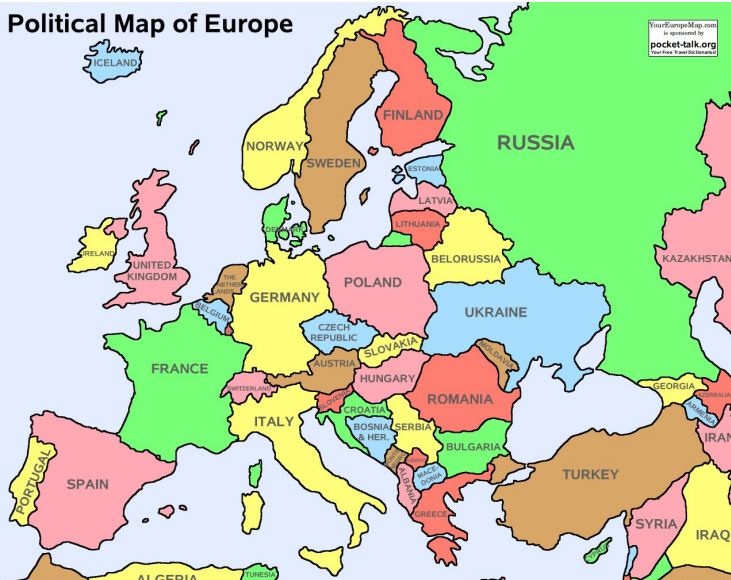 Political Map of Europe
YourEuropeMap.com
is sponsored by
pocket-talk.org
Your Free Travel Dictionaries!
ICELAND
FINLAND
NORWAY
SWEDEN
RUSSIA
ESTONIA
LATVIA
LITHUANIA
DENMARK
IRELAND
UNITED
KINGDOM
THE
NETHER
LANDS
BELGIUM
GERMANY
POLAND
BELORUSSIA
KAZAKHSTAN
UKRAINE
CZECH
REPUBLIC
SLOVAKIA
MOLDAVIA
FRANCE
AUSTRIA
SWITZERLAND
HUNGARY
SLOVENIA
ROMANIA
GEORGIA
AZERBAIJA
ARMENIA
ITALY
CROATIA
BOSNIA
& HER.
SERBIA
BULGARIA
IRAN
PORTUGAL
SPAIN
ALBANIA
MACE-
DONIA
TURKEY
GREECE
SYRIA
IRAQ
CYPRUS
ALGERIA
TUNESIA